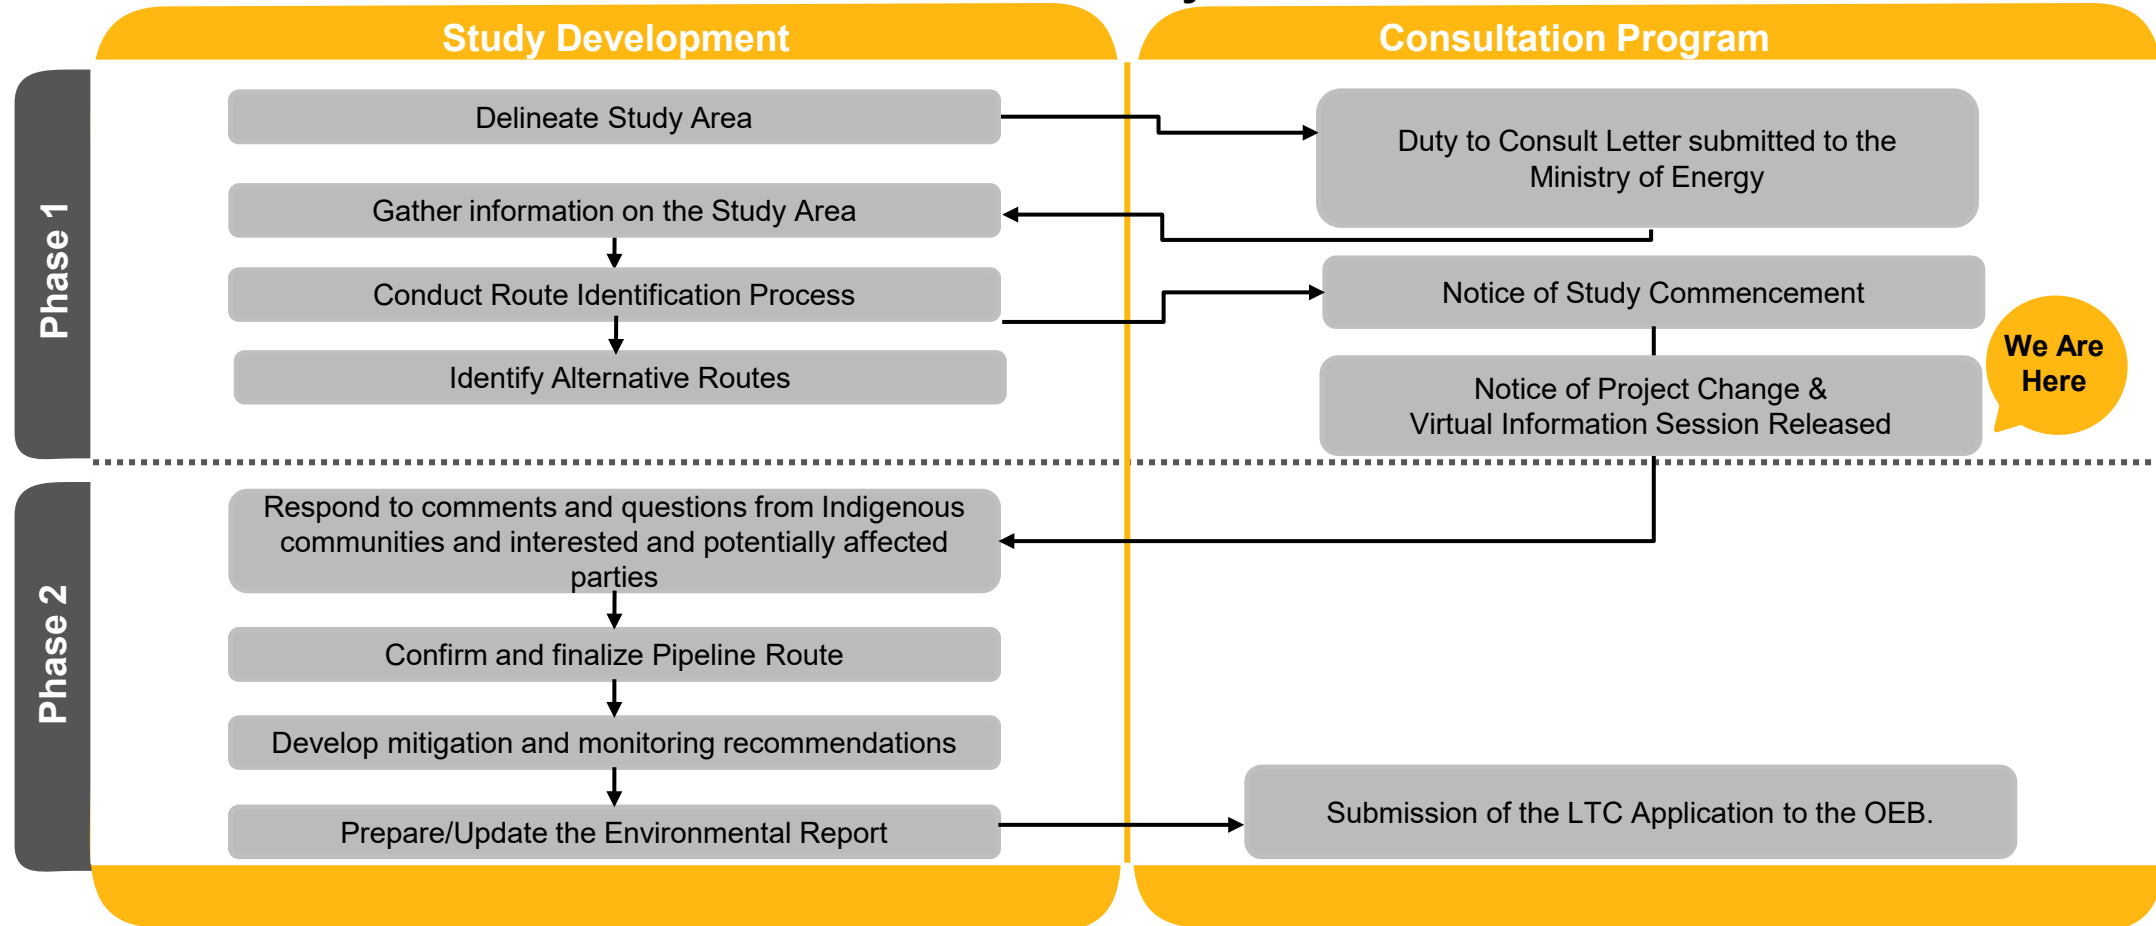 Study Development
Consultation Program
Phase 1
Delineate Study Area
Duty to Consult Letter submitted to the
Ministry of Energy
Gather information on the Study Area
Conduct Route Identification Process
Notice of Study Commencement
Identify Alternative Routes
Notice of Project Change &
Virtual Information Session Released
We Are
Here
Phase 2
Respond to comments and questions from Indigenous
communities and interested and potentially affected
parties
Confirm and finalize Pipeline Route
Develop mitigation and monitoring recommendations
Prepare/Update the Environmental Report
Submission of the LTC Application to the OEB.